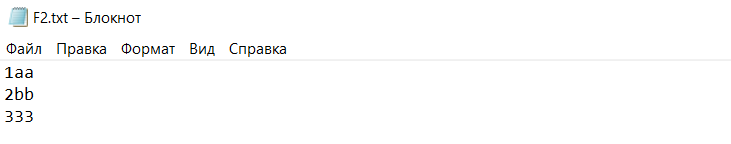 F2.txt – Блокнот
Файл Правка Формат Вид Справка
1aa
2bb
333